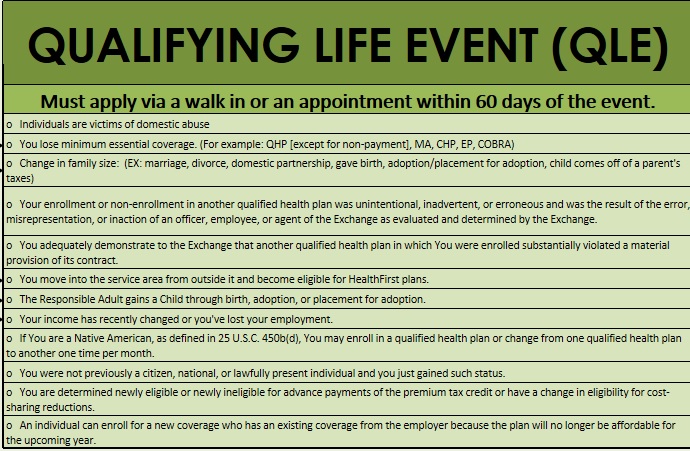 QUALIFYING LIFE EVENT (QLE)
Must apply via a walk in or an appointment within 60 days of the event.
o Individuals are victims of domestic abuse
o You lose minimum essential coverage. (For example: QHP [except for non-payment], MA, CHP, EP, COBRA)
o Change in family size: (EX: marriage, divorce, domestic partnership, gave birth, adoption/placement for adoption, child comes off of a parent's
taxes)
o Your enrollment or non-enrollment in another qualified health plan was unintentional, inadvertent, or erroneous and was the result of the error,
misrepresentation, or inaction of an officer, employee, or agent of the Exchange as evaluated and determined by the Exchange.
o You adequately demonstrate to the Exchange that another qualified health plan in which You were enrolled substantially violated a material
provision of its contract.
o You move into the service area from outside it and become eligible for HealthFirst plans.
o The Responsible Adult gains a Child through birth, adoption, or placement for adoption.
o Your income has recently changed or you've lost your employment.
o If You are a Native American, as defined in 25 U.S.C. 450b(d), You may enroll in a qualified health plan or change from one qualified health plan
to another one time per month.
o You were not previously a citizen, national, or lawfully present individual and you just gained such status.
o You are determined newly eligible or newly ineligible for advance payments of the premium tax credit or have a change in eligibility for cost-
sharing reductions.
o An individual can enroll for a new coverage who has an existing coverage from the employer because the plan will no longer be affordable for
the upcoming year.